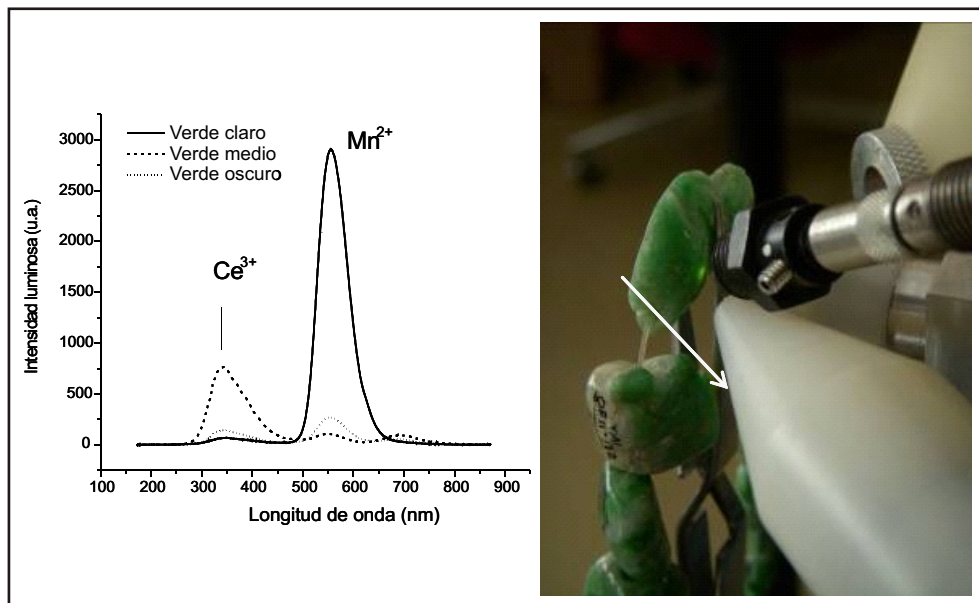 Verde claro
Verde medio
Verde oscuro
Mn2+
Ce3+
Intensidad luminosa (u.a.)
3000
2500
2000
1500
1000
500
0
100 200 300 400 500 600 700 800 900
Longitud de onda (nm)